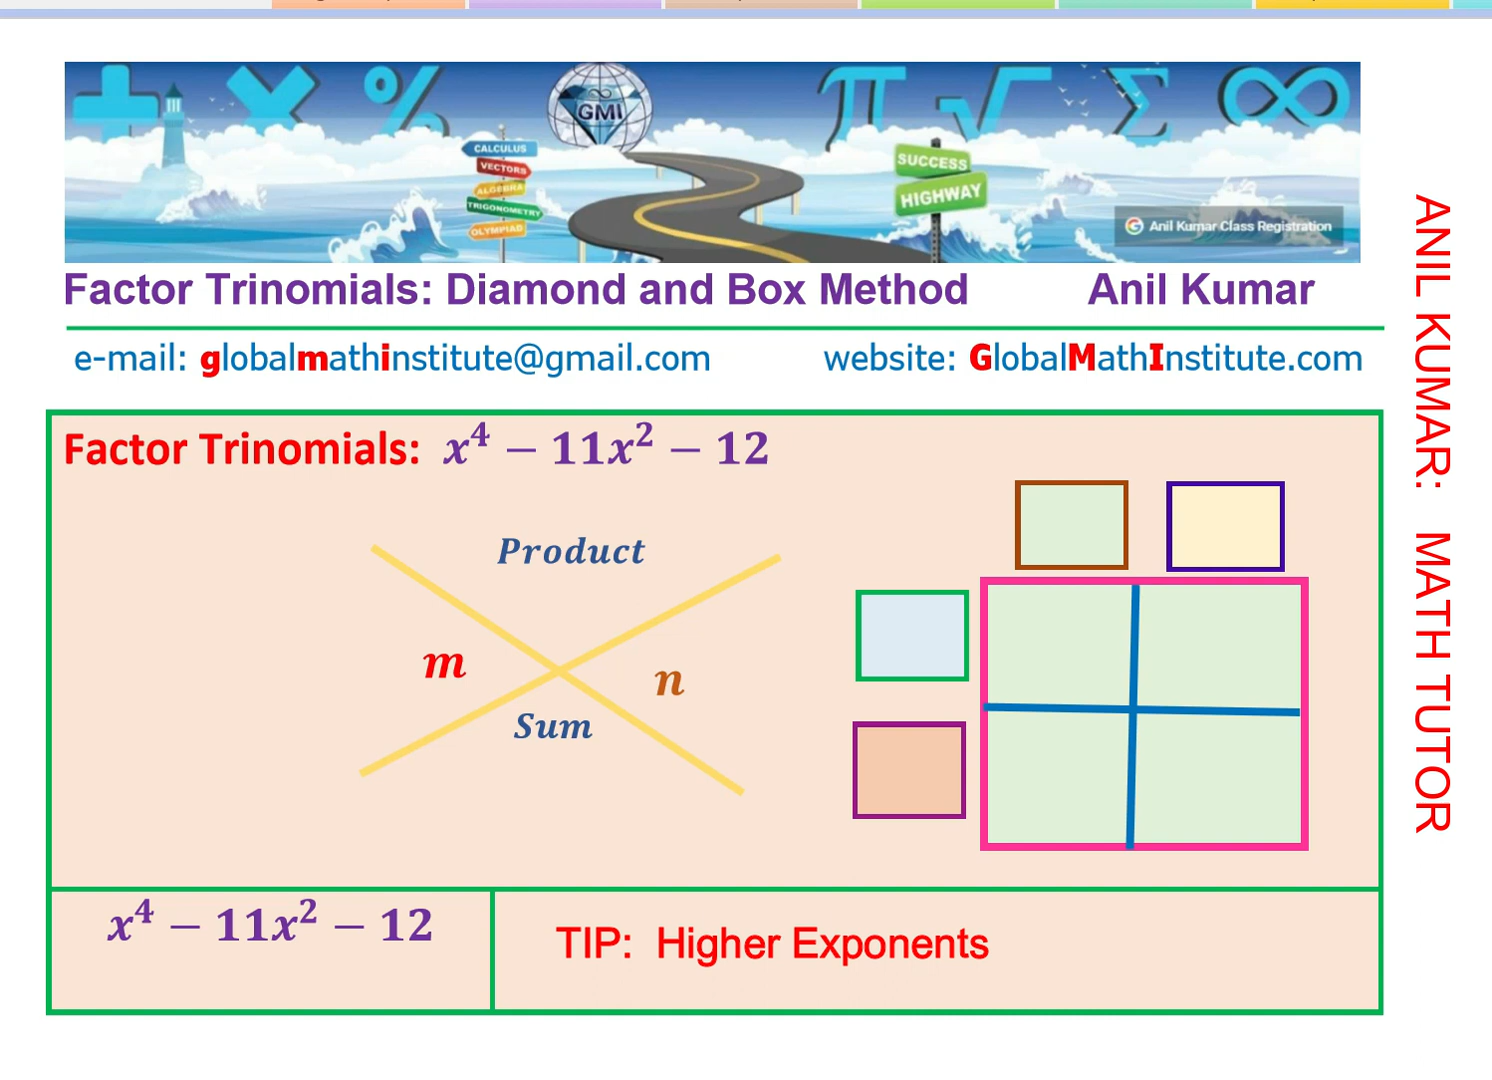 GMI
CALCULUS
VECTORS
ALGEBRA
TRIGONOMETRY
OLYMPIAD
SUCCESS
HIGHWAY
Anil Kumar Class Registration
Factor Trinomials: Diamond and Box Method Anil Kumar
e-mail: globalmathinstitute@gmail.com website: GlobalMathInstitute.com
Factor Trinomials: x⁴ − 11x² − 12
Product
m
n
Sum
x⁴ − 11x² − 12
TIP: Higher Exponents
ANIL KUMAR: MATH TUTOR